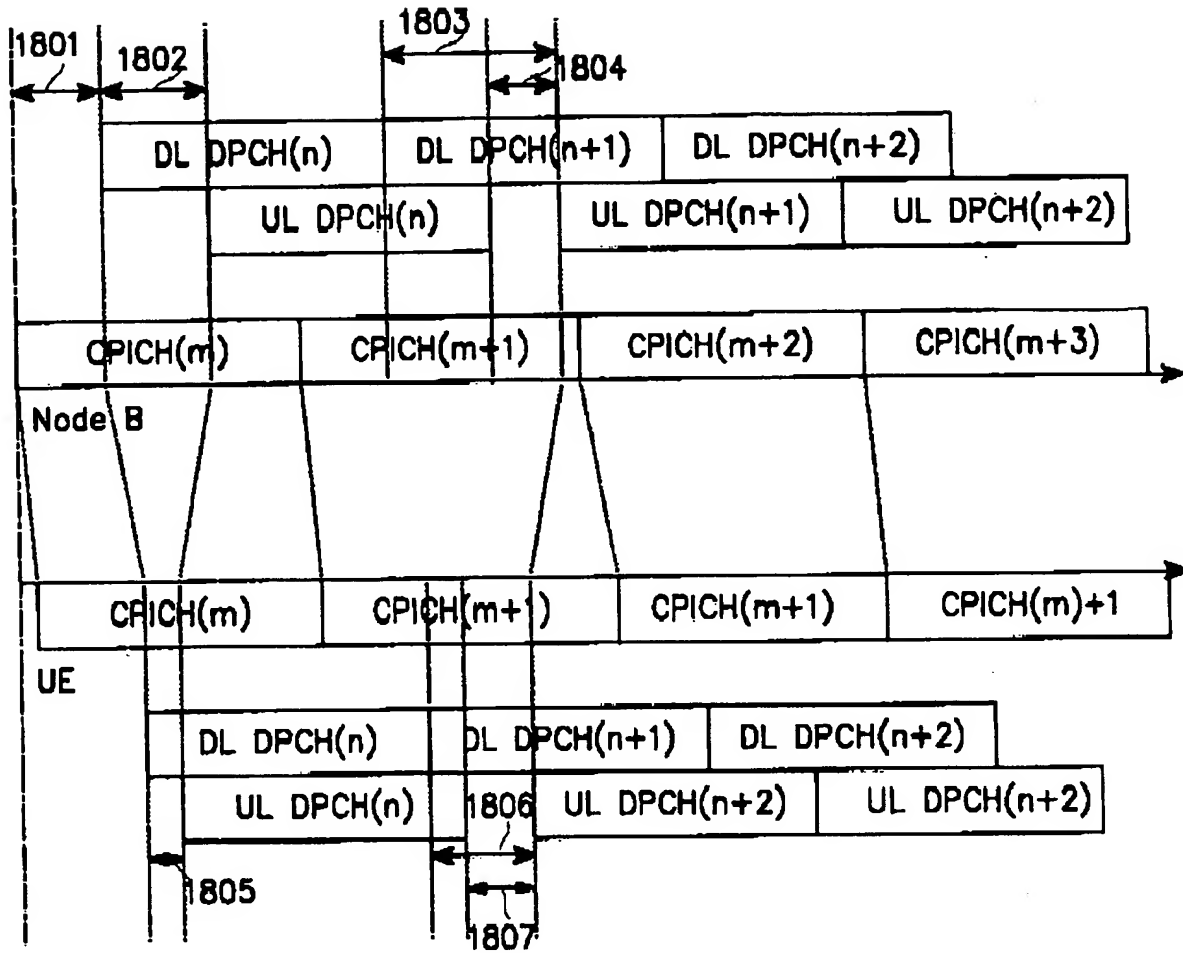 1801
1802
1803
1804
DL DPCH(n)
DL DPCH(n+1)
DL DPCH(n+2)
UL DPCH(n)
UL DPCH(n+1)
UL DPCH(n+2)
CPICH(m)
CPICH(m+1)
CPICH(m+2)
CPICH(m+3)
Node B
CPICH(m)
CPICH(m+1)
CPICH(m+1)
CPICH(m)+1
UE
DL DPCH(n)
DL DPCH(n+1)
DL DPCH(n+2)
UL DPCH(n)
1806
UL DPCH(n+2)
UL DPCH(n+2)
1805
1807